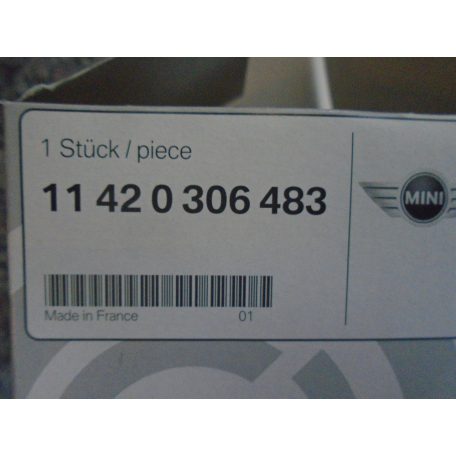 1 Stück / piece
11 42 0 306 483
MINI
Made in France 01